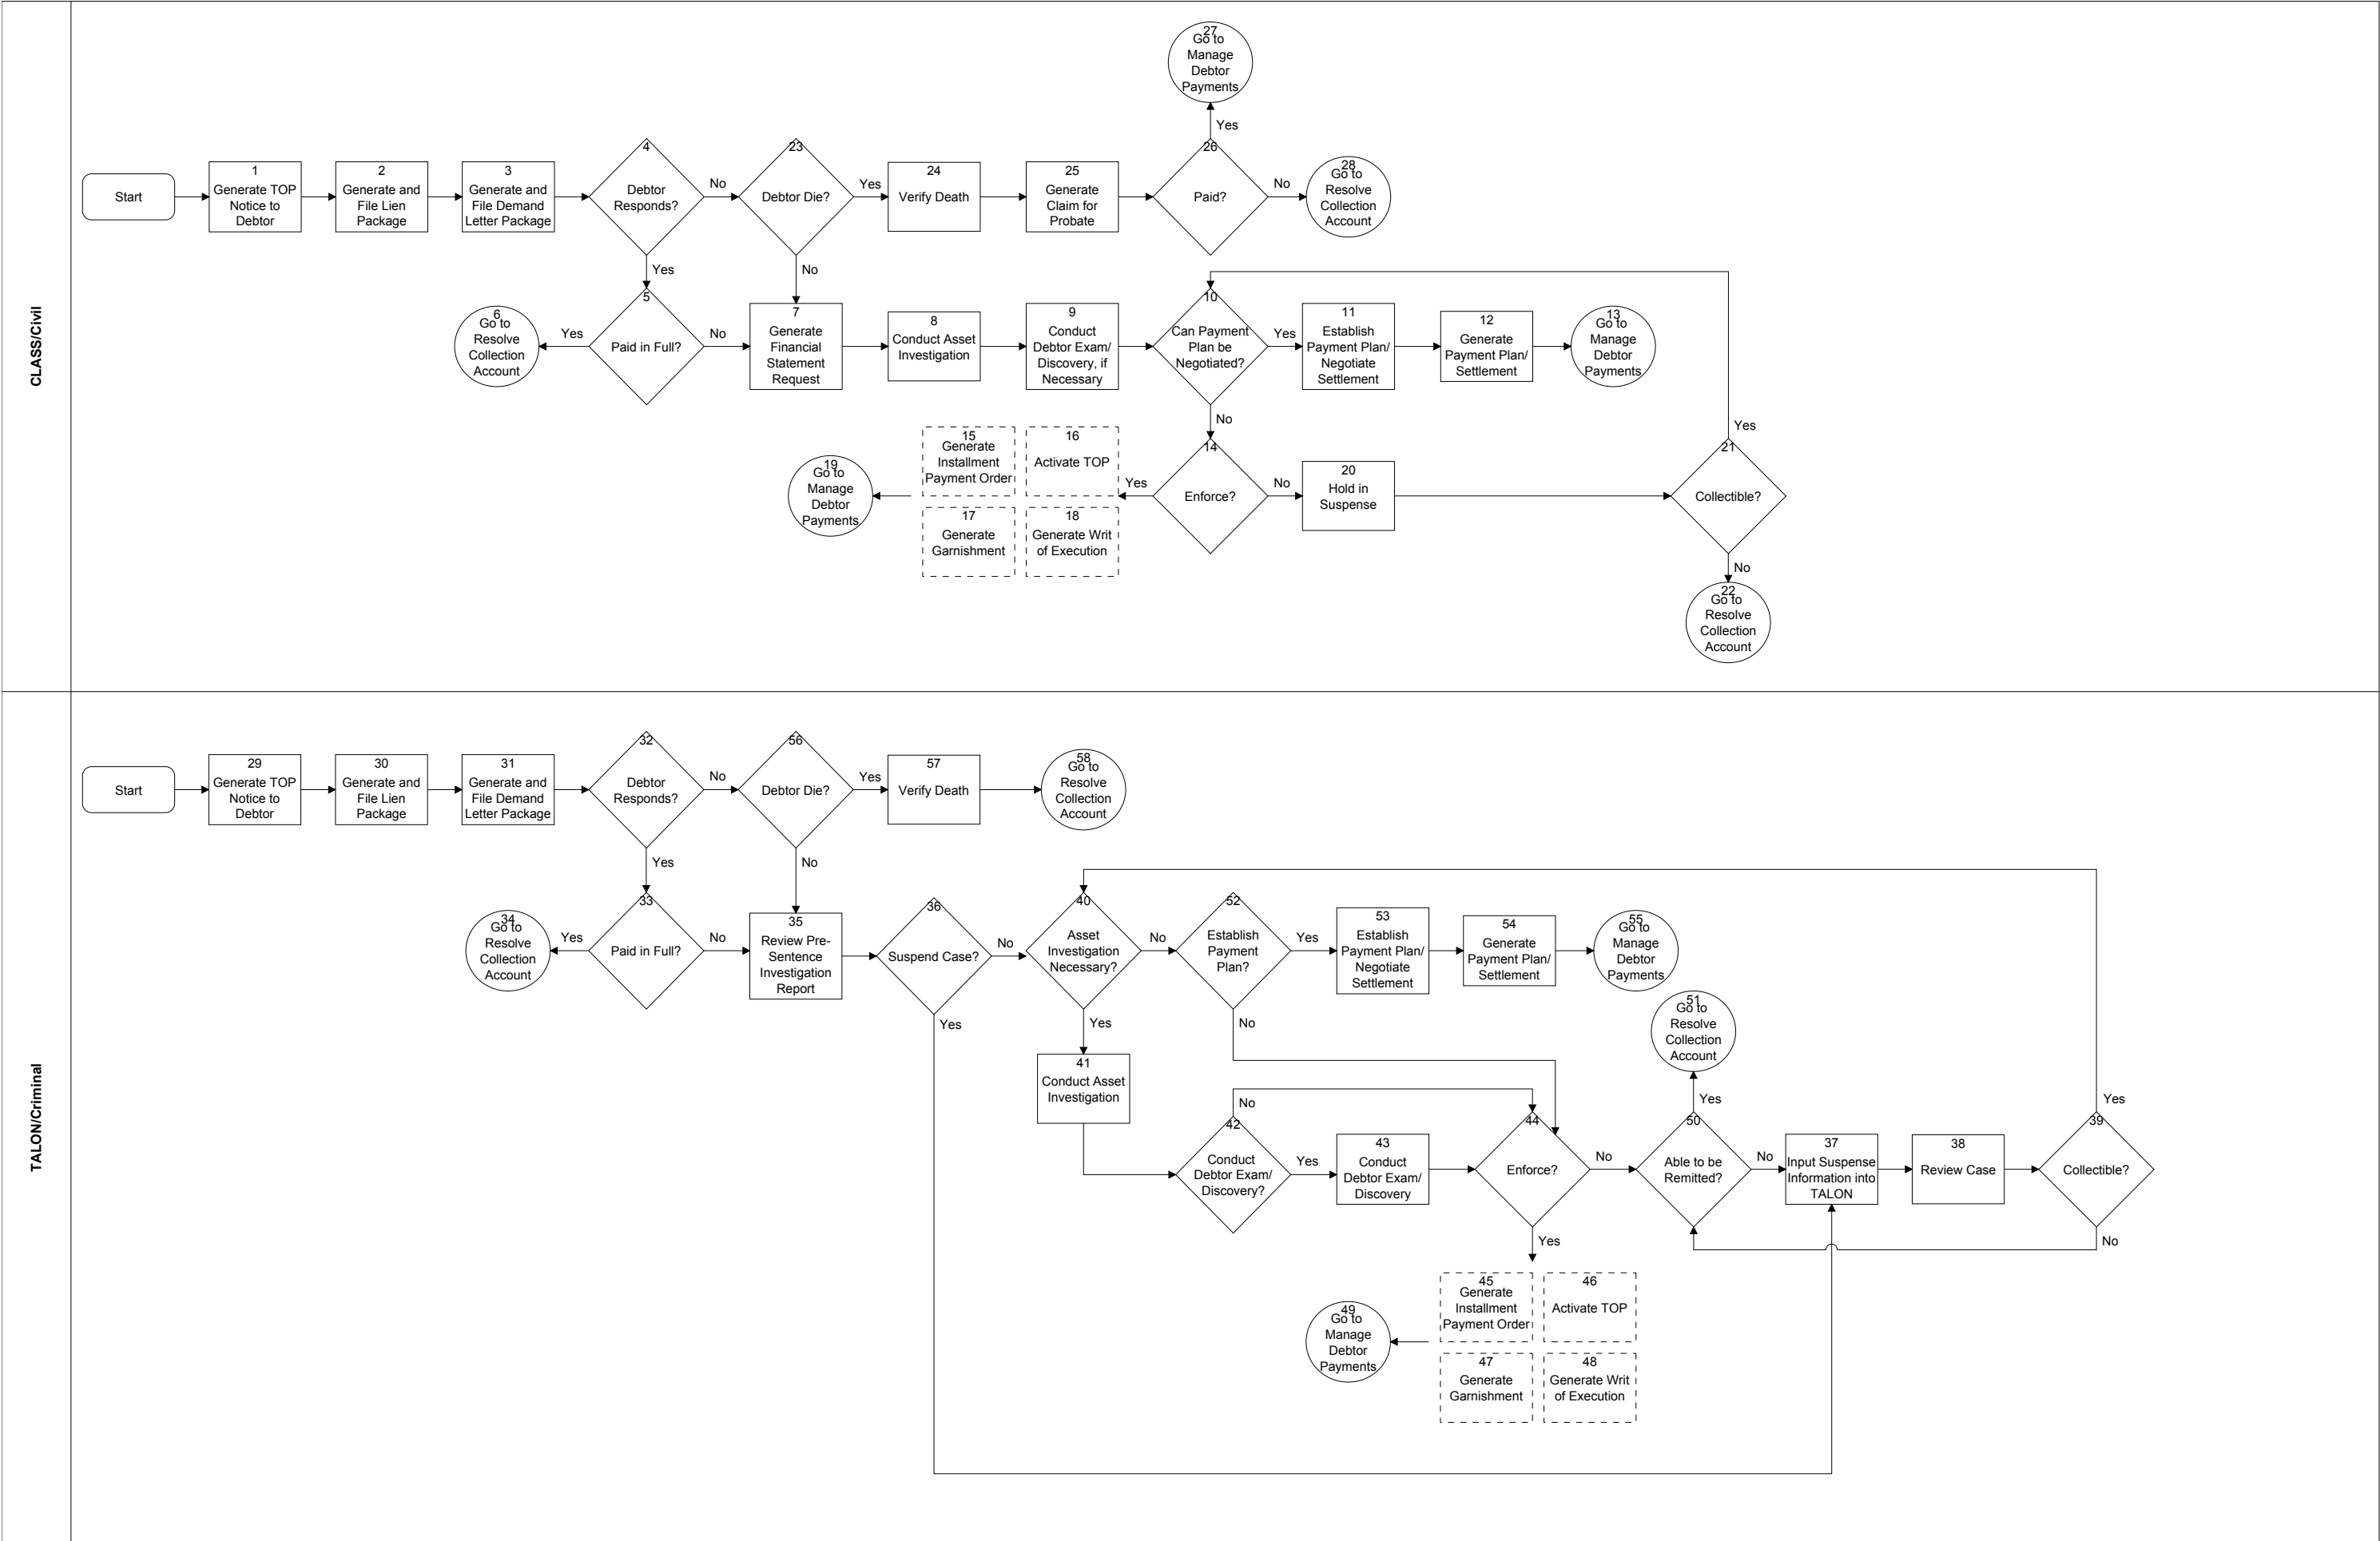 CLASS/Civil
Start
1
Generate TOP
Notice to
Debtor
2
Generate and
File Lien
Package
3
Generate and
File Demand
Letter Package
4
Debtor
Responds?
No
Yes
23
Debtor Die?
Yes
No
24
Verify Death
25
Generate
Claim for
Probate
26
Paid?
Yes
No
27
Go to
Manage
Debtor
Payments
28
Go to
Resolve
Collection
Account
5
Paid in Full?
Yes
No
6
Go to
Resolve
Collection
Account
7
Generate
Financial
Statement
Request
8
Conduct Asset
Investigation
9
Conduct
Debtor Exam/
Discovery, if
Necessary
10
Can Payment
Plan be
Negotiated?
Yes
No
11
Establish
Payment Plan/
Negotiate
Settlement
12
Generate
Payment Plan/
Settlement
13
Go to
Manage
Debtor
Payments
14
Enforce?
Yes
No
15
Generate
Installment
Payment Order
16
Activate TOP
17
Generate
Garnishment
18
Generate Writ
of Execution
19
Go to
Manage
Debtor
Payments
20
Hold in
Suspense
21
Collectible?
Yes
No
22
Go to
Resolve
Collection
Account
TALON/Criminal
Start
29
Generate TOP
Notice to
Debtor
30
Generate and
File Lien
Package
31
Generate and
File Demand
Letter Package
32
Debtor
Responds?
No
Yes
56
Debtor Die?
Yes
No
57
Verify Death
58
Go to
Resolve
Collection
Account
33
Paid in Full?
Yes
No
34
Go to
Resolve
Collection
Account
35
Review Pre-
Sentence
Investigation
Report
36
Suspend Case?
No
Yes
40
Asset
Investigation
Necessary?
No
Yes
52
Establish
Payment
Plan?
Yes
No
53
Establish
Payment Plan/
Negotiate
Settlement
54
Generate
Payment Plan/
Settlement
55
Go to
Manage
Debtor
Payments
41
Conduct Asset
Investigation
42
Conduct
Debtor Exam/
Discovery?
No
Yes
43
Conduct
Debtor Exam/
Discovery
44
Enforce?
No
Yes
50
Able to be
Remitted?
Yes
No
51
Go to
Resolve
Collection
Account
37
Input Suspense
Information into
TALON
38
Review Case
39
Collectible?
Yes
No
45
Generate
Installment
Payment Order
46
Activate TOP
47
Generate
Garnishment
48
Generate Writ
of Execution
49
Go to
Manage
Debtor
Payments